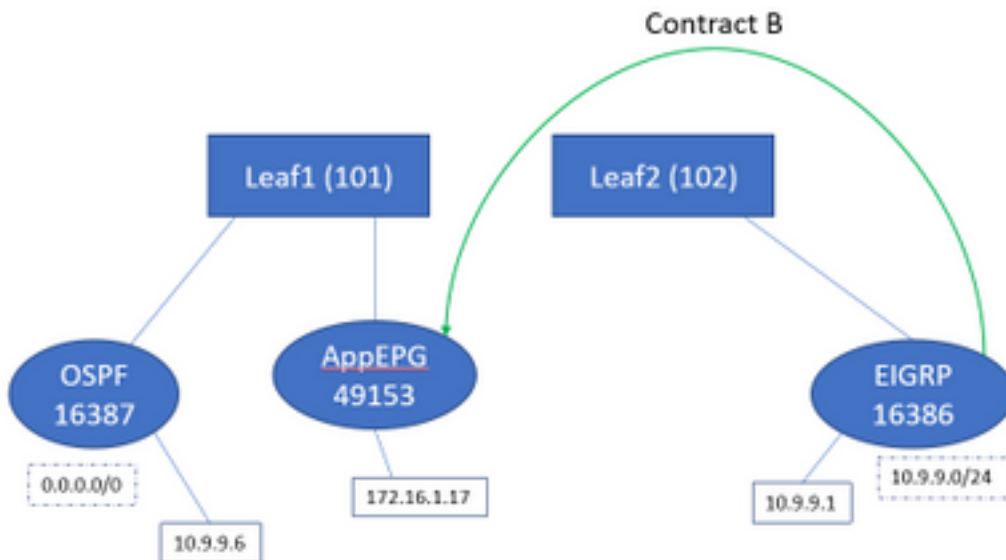 Contract B
Leaf1 (101)
Leaf2 (102)
OSPF
16387
AppEPG
49153
EIGRP
16386
0.0.0.0/0
172.16.1.17
10.9.9.1
10.9.9.0/24
10.9.9.6